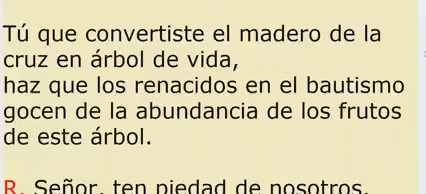 Tú que convertiste el madero de la
cruz en árbol de vida,
haz que los renacidos en el bautismo
gocen de la abundancia de los frutos
de este árbol.
R. Señor, ten piedad de nosotros.